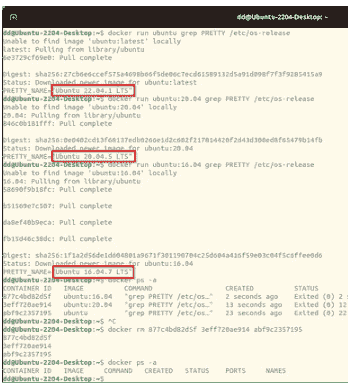 dd@Ubuntu-2204-Desktop: ~
dd@Ubuntu-2204-Desktop:~$ docker run ubuntu grep PRETTY /etc/os-release
Unable to find image 'ubuntu:latest' locally
latest: Pulling from library/ubuntu
Pull complete
Status: Downloaded newer image for ubuntu:latest
PRETTY_NAME="Ubuntu 22.04.1 LTS"
dd@Ubuntu-2204-Desktop:~$ docker run ubuntu:20.04 grep PRETTY /etc/os-release
Unable to find image 'ubuntu:20.04' locally
20.04: Pulling from library/ubuntu
Pull complete
Status: Downloaded newer image for ubuntu:20.04
PRETTY_NAME="Ubuntu 20.04.5 LTS"
dd@Ubuntu-2204-Desktop:~$ docker run ubuntu:16.04 grep PRETTY /etc/os-release
Unable to find image 'ubuntu:16.04' locally
16.04: Pulling from library/ubuntu
58690f9b18fc: Pull complete
b51569e7c507: Pull complete
da8ef40b9eca: Pull complete
fb15d46c38dc: Pull complete
Status: Downloaded newer image for ubuntu:16.04
PRETTY_NAME="Ubuntu 16.04.7 LTS"
dd@Ubuntu-2204-Desktop:~$ docker ps -a
CONTAINER ID IMAGE COMMAND CREATED STATUS
877c4bd82d5f ubuntu:16.04 "grep PRETTY /etc/os…" 2 seconds ago Exited (0) 2
3eff720ae914 ubuntu:20.04 "grep PRETTY /etc/os…" 13 seconds ago Exited (0) 12
abf9c2357195 ubuntu "grep PRETTY /etc/os…" 23 seconds ago Exited (0) 22
dd@Ubuntu-2204-Desktop:~$ ^C
dd@Ubuntu-2204-Desktop:~$ docker rm 877c4bd82d5f 3eff720ae914 abf9c2357195
877c4bd82d5f
3eff720ae914
abf9c2357195
dd@Ubuntu-2204-Desktop:~$ docker ps -a
CONTAINER ID IMAGE COMMAND CREATED STATUS PORTS NAMES
dd@Ubuntu-2204-Desktop:~$